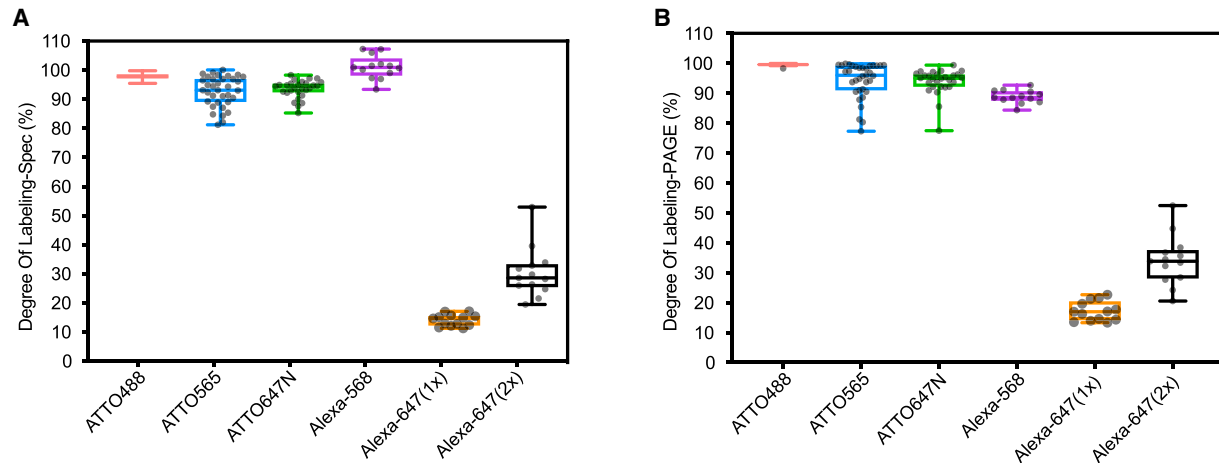 A
Degree Of Labeling-Spec (%)
110
100
90
80
70
60
50
40
30
20
10
0
ATTO488
ATTO565
ATTO647N
Alexa-568
Alexa-647(1x)
Alexa-647(2x)
B
Degree Of Labeling-PAGE (%)
110
100
90
80
70
60
50
40
30
20
10
0
ATTO488
ATTO565
ATTO647N
Alexa-568
Alexa-647(1x)
Alexa-647(2x)